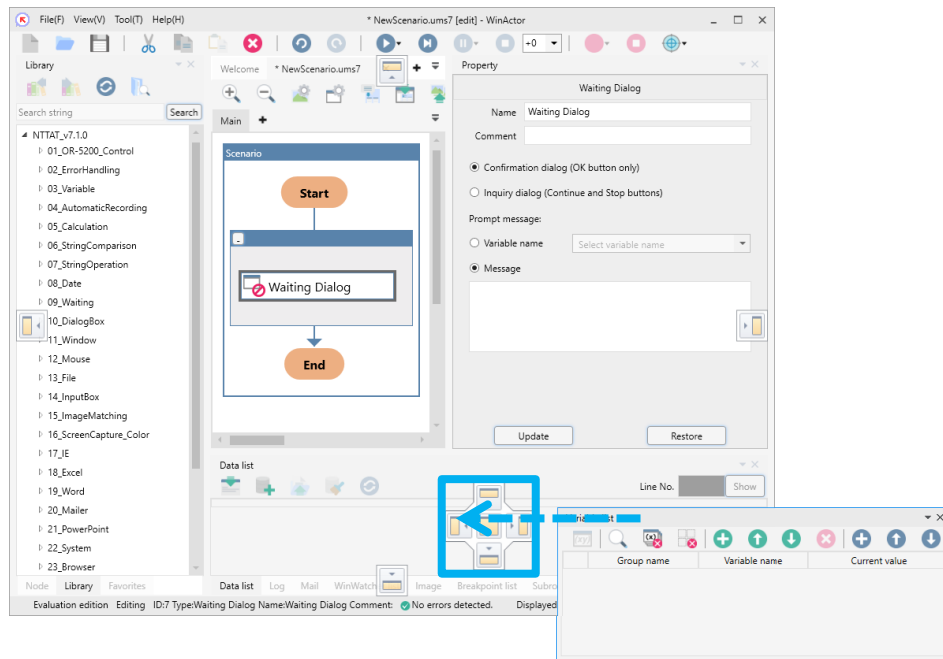 File(F) View(V) Tool(T) Help(H)
* NewScenario.ums7 [edit] - WinActor
+0
Library
Search string
Search
NTTAT_v7.1.0
01_OR-5200_Control
02_ErrorHandling
03_Variable
04_AutomaticRecording
05_Calculation
06_StringComparison
07_StringOperation
08_Date
09_Waiting
10_DialogBox
11_Window
12_Mouse
13_File
14_InputBox
15_ImageMatching
16_ScreenCapture_Color
17_IE
18_Excel
19_Word
20_Mailer
21_PowerPoint
22_System
23_Browser
Node Library Favorites
Welcome * NewScenario.ums7
Main
Scenario
Start
Waiting Dialog
End
Property
Waiting Dialog
Name Waiting Dialog
Comment
Confirmation dialog (OK button only)
Inquiry dialog (Continue and Stop buttons)
Prompt message:
Variable name Select variable name
Message
Update Restore
Data list
Line No. Show
Data list Log Mail WinWatch Image Breakpoint list Subro
Group name Variable name Current value
Evaluation edition Editing ID:7 Type:Waiting Dialog Name:Waiting Dialog Comment: No errors detected. Displayed